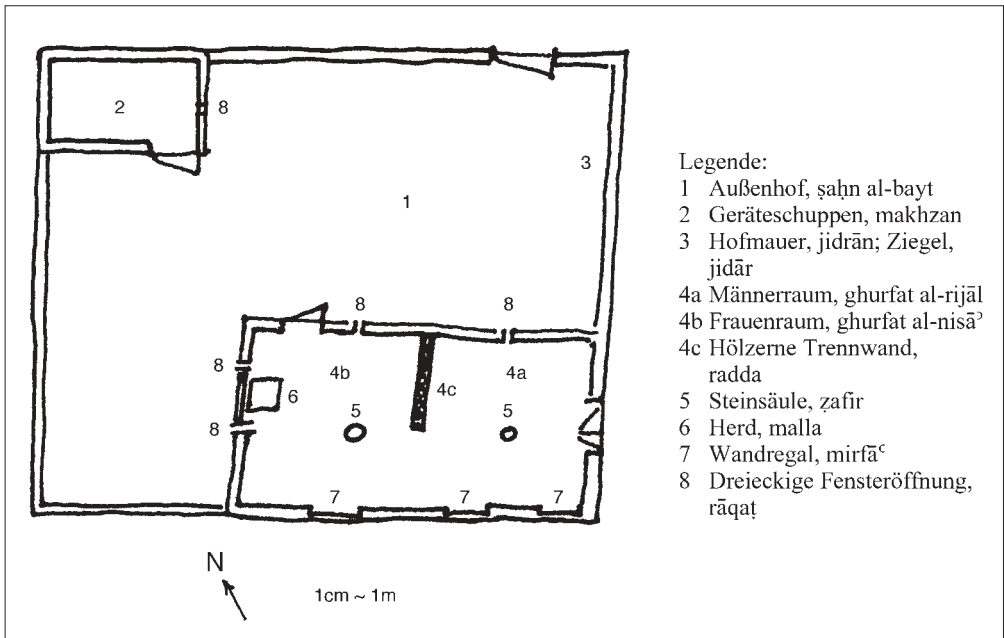 2
8
3
1
8
8
8
4b
4a
6
4c
5
5
8
7
7
7
N
1cm ~ 1m
Legende:
1 Außenhof, ṣaḥn al-bayt
2 Geräteschuppen, makhzan
3 Hofmauer, jidrān; Ziegel,
jidār
4a Männerraum, ghurfat al-rijāl
4b Frauenraum, ghurfat al-nisāʾ
4c Hölzerne Trennwand,
radda
5 Steinsäule, ẓafir
6 Herd, malla
7 Wandregal, mirfāʿ
8 Dreieckige Fensteröffnung,
rāqaṭ